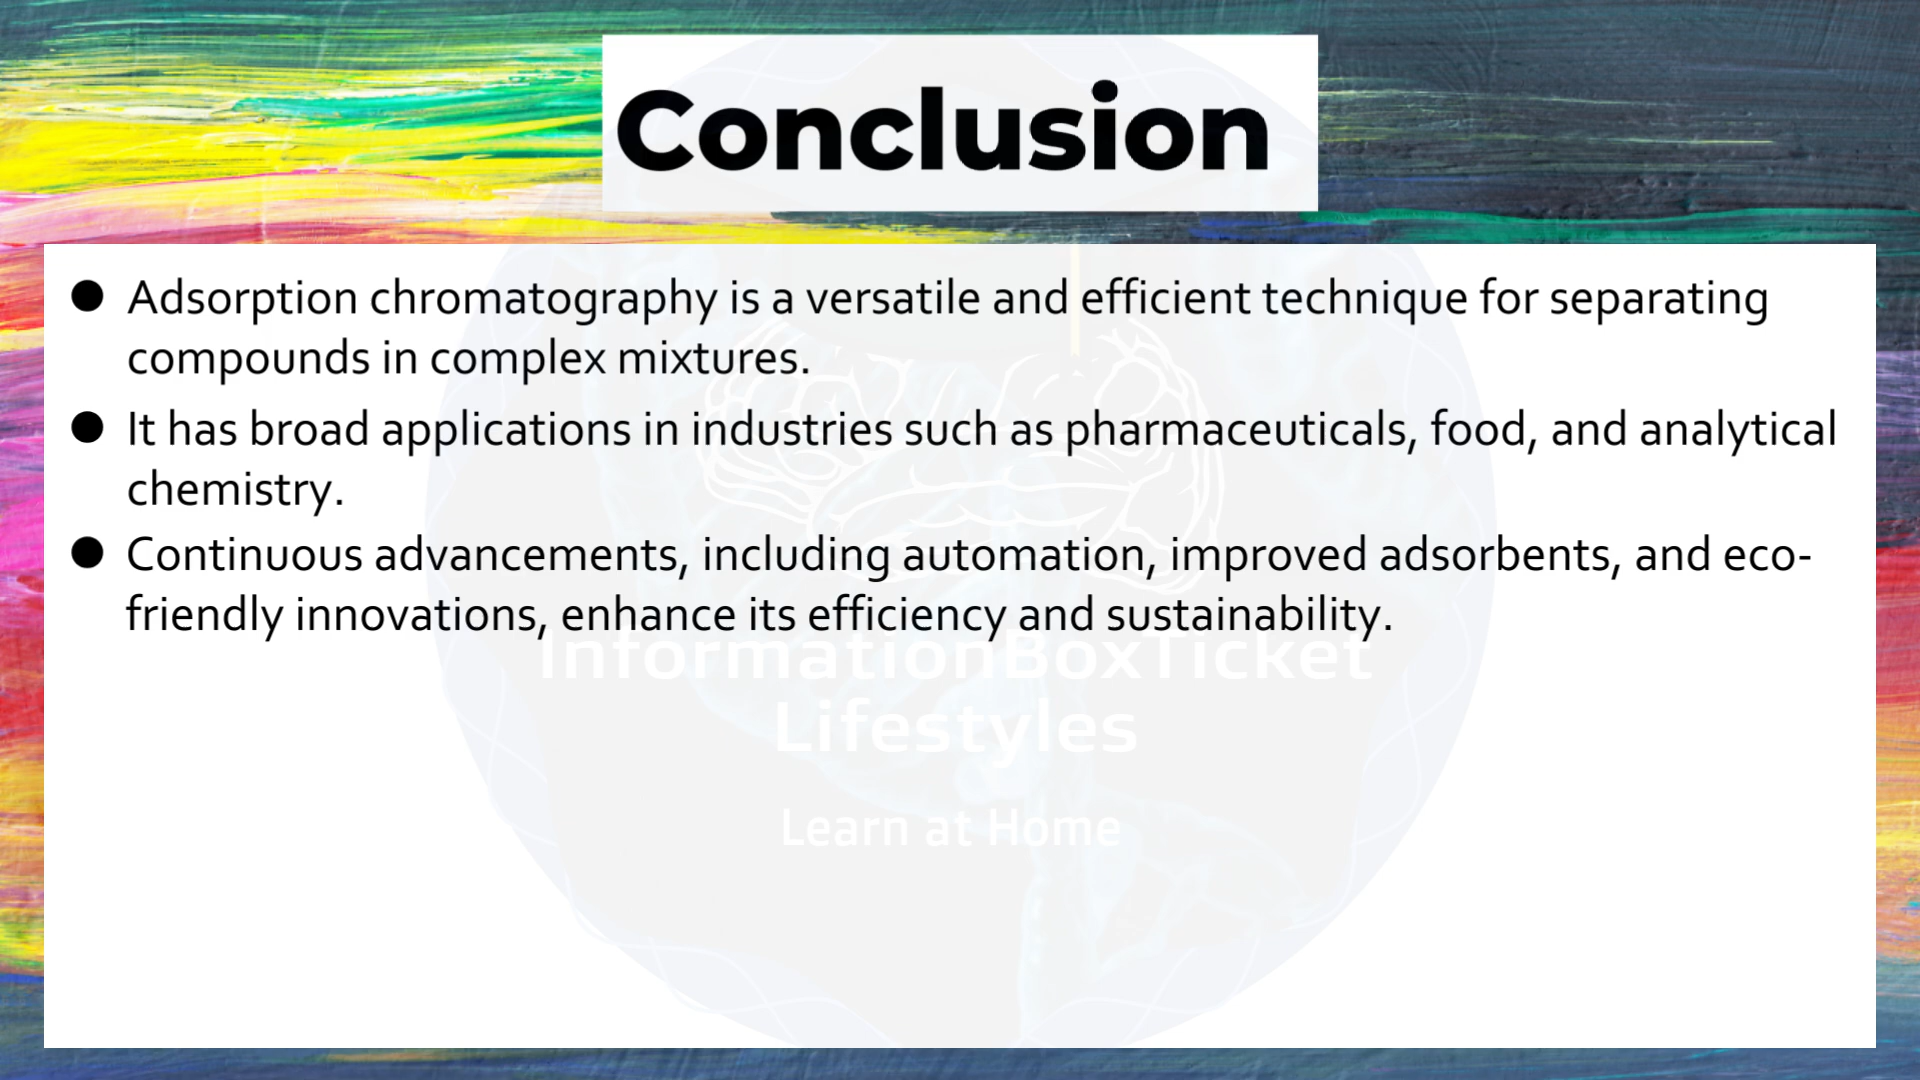 Conclusion
● Adsorption chromatography is a versatile and efficient technique for separating
compounds in complex mixtures.
● It has broad applications in industries such as pharmaceuticals, food, and analytical
chemistry.
● Continuous advancements, including automation, improved adsorbents, and eco-
friendly innovations, enhance its efficiency and sustainability.
InformationBoxTicket
Lifestyles
Learn at Home